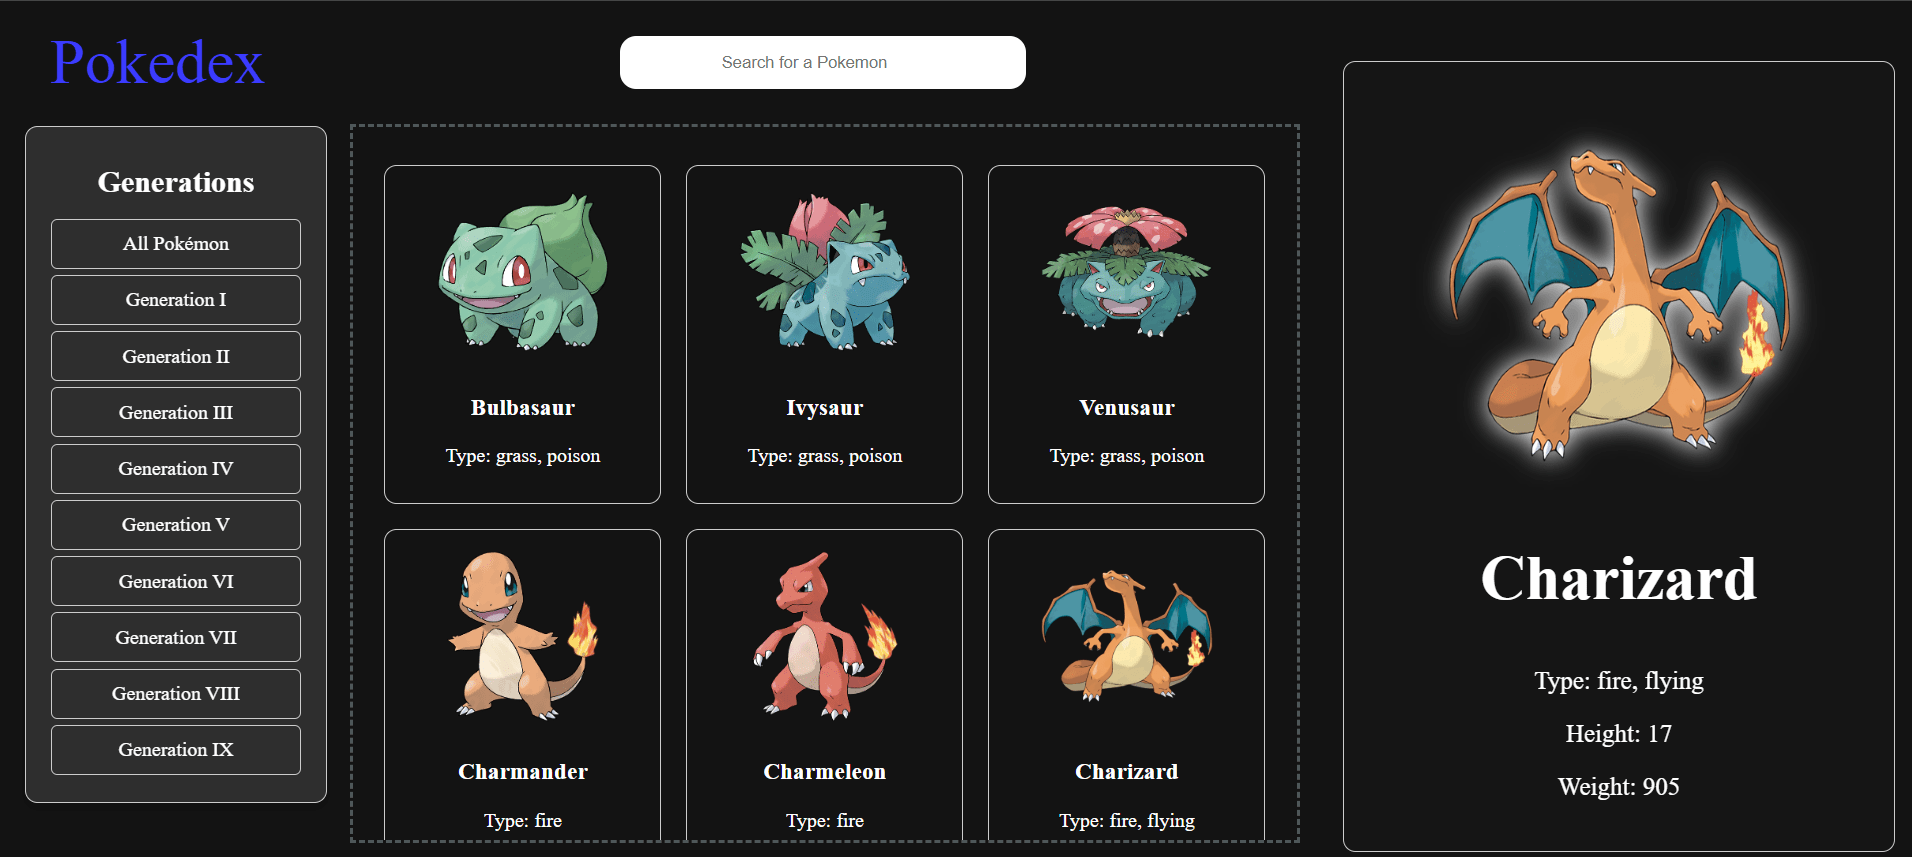 Pokedex
Search for a Pokemon
Generations
All Pokémon
Generation I
Generation II
Generation III
Generation IV
Generation V
Generation VI
Generation VII
Generation VIII
Generation IX
Bulbasaur
Type: grass, poison
Ivysaur
Type: grass, poison
Venusaur
Type: grass, poison
Charmander
Type: fire
Charmeleon
Type: fire
Charizard
Type: fire, flying
Charizard
Type: fire, flying
Height: 17
Weight: 905